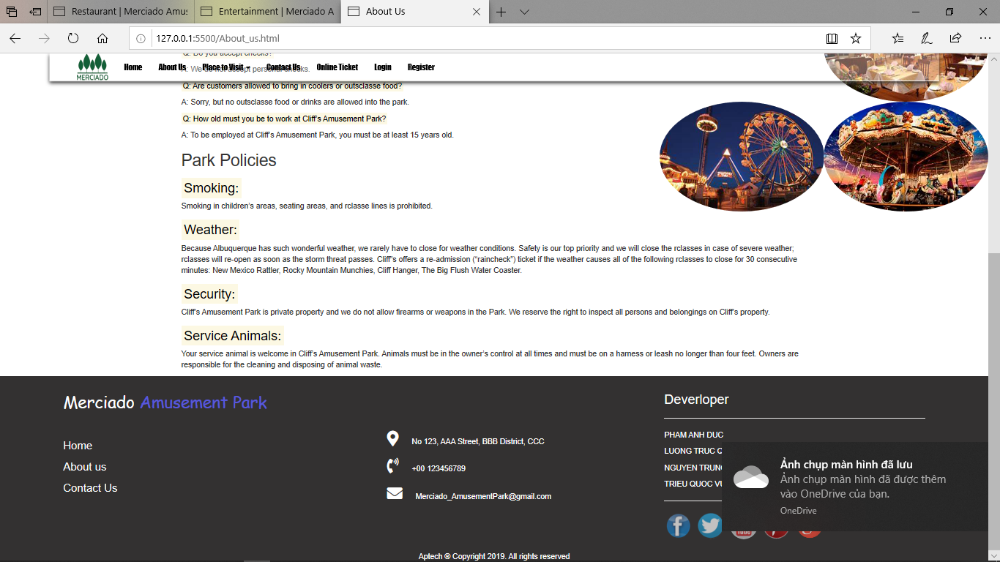 Restaurant | Merciado Amus
Entertainment | Merciado A
About Us
127.0.0.1:5500/About_us.html
Q: Do you accept checks?
MERCIADO
Home
About Us
Place to Visit
Contact Us
Online Ticket
Login
Register
A: We do not accept personal checks.
Q: Are customers allowed to bring in coolers or outsclasse food?
A: Sorry, but no outsclasse food or drinks are allowed into the park.
Q: How old must you be to work at Cliff's Amusement Park?
A: To be employed at Cliff's Amusement Park, you must be at least 15 years old.
Park Policies
Smoking:
Smoking in children's areas, seating areas, and rclasse lines is prohibited.
Weather:
Because Albuquerque has such wonderful weather, we rarely have to close for weather conditions. Safety is our top priority and we will close the rclasses in case of severe weather;
rclasses will re-open as soon as the storm threat passes. Cliff's offers a re-admission (“raincheck”) ticket if the weather causes all of the following rclasses to close for 30 consecutive
minutes: New Mexico Rattler, Rocky Mountain Munchies, Cliff Hanger, The Big Flush Water Coaster.
Security:
Cliff's Amusement Park is private property and we do not allow firearms or weapons in the Park. We reserve the right to inspect all persons and belongings on Cliff's property.
Service Animals:
Your service animal is welcome in Cliff's Amusement Park. Animals must be in the owner's control at all times and must be on a harness or leash no longer than four feet. Owners are
responsible for the cleaning and disposing of animal waste.
Merciado Amusement Park
Home
About us
Contact Us
No 123, AAA Street, BBB District, CCC
+00 123456789
Merciado_AmusementPark@gmail.com
Deverloper
PHAM ANH DUC
LUONG TRUC Q
NGUYEN TRUNG
TRIEU QUOC VU
Ảnh chụp màn hình đã lưu
Ảnh chụp màn hình đã được thêm
vào OneDrive của bạn.
OneDrive
Aptech ® Copyright 2019. All rights reserved